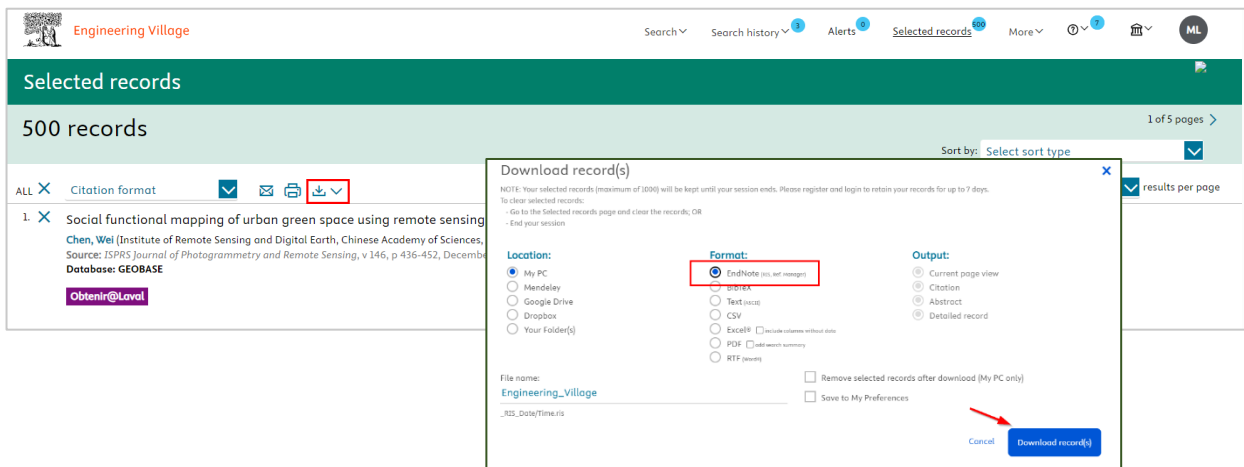 Engineering Village
Search
Search history 3
Alerts 0
Selected records 500
More
7
ML
Selected records
500 records
1 of 5 pages
Sort by: Select sort type
ALL Citation format
results per page
1. Social functional mapping of urban green space using remote sensing
Chen, Wei (Institute of Remote Sensing and Digital Earth, Chinese Academy of Sciences,
Source: ISPRS Journal of Photogrammetry and Remote Sensing, v 146, p 436-452, Decembe
Database: GEOBASE
Obtenir@Laval
Download record(s)
NOTE: Your selected records (maximum of 1000) will be kept until your session ends. Please register and login to retain your records for up to 7 days.
To clear selected records:
- Go to the Selected records page and clear the records; OR
- End your session
Location:
My PC
Mendeley
Google Drive
Dropbox
Your Folder(s)
Format:
EndNote (RIS, Ref. Manager)
BibTeX
Text (ASCII)
CSV
Excel® include columns without data
PDF add search summary
RTF (Word®)
Output:
Current page view
Citation
Abstract
Detailed record
File name:
Engineering_Village
_RIS_Date/Time.ris
Remove selected records after download (My PC only)
Save to My Preferences
Cancel
Download record(s)